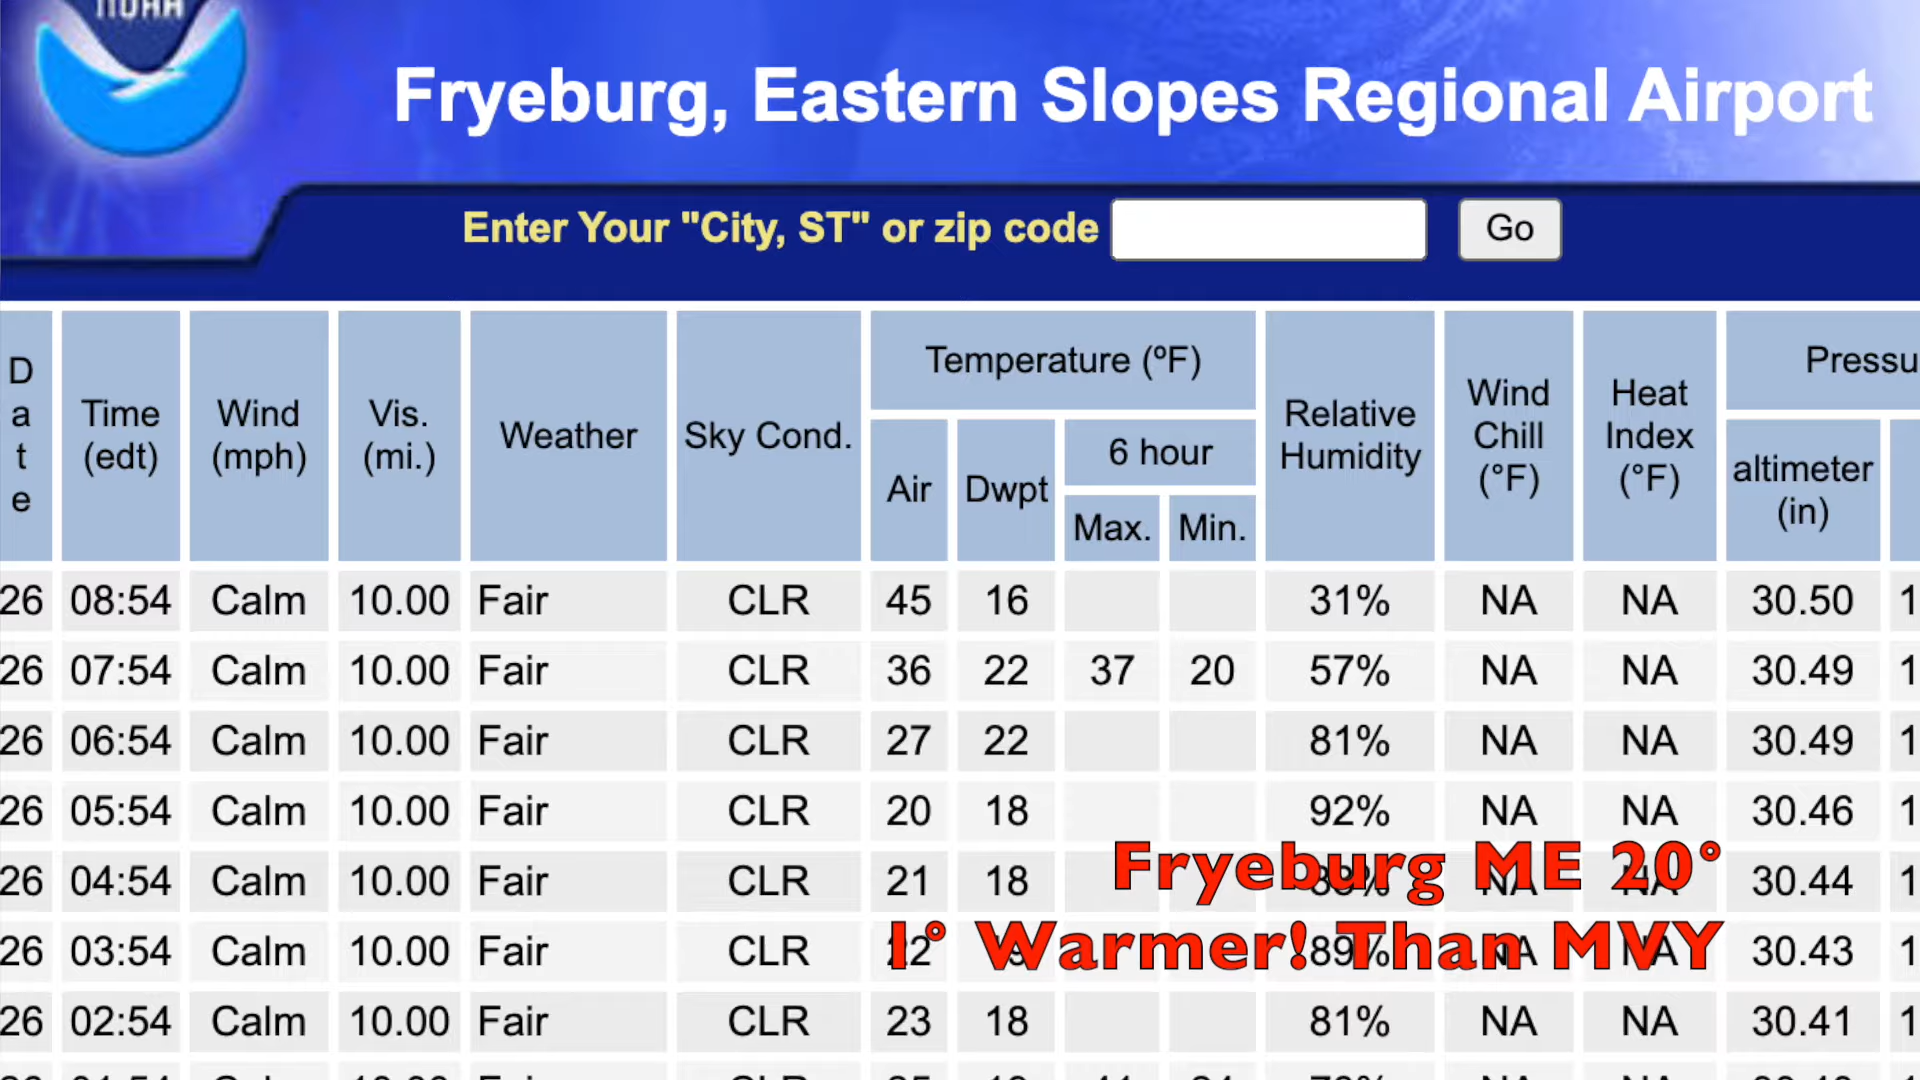 NOAA
Fryeburg, Eastern Slopes Regional Airport
Enter Your "City, ST" or zip code Go
Date Time (edt) Wind (mph) Vis. (mi.) Weather Sky Cond. Temperature (ºF) Relative Humidity Wind Chill (°F) Heat Index (°F)
Air Dwpt 6 hour altimeter (in)
Max. Min.
26 08:54 Calm 10.00 Fair CLR 45 16 31% NA NA 30.50
26 07:54 Calm 10.00 Fair CLR 36 22 37 20 57% NA NA 30.49
26 06:54 Calm 10.00 Fair CLR 27 22 81% NA NA 30.49
26 05:54 Calm 10.00 Fair CLR 20 18 92% NA NA 30.46
26 04:54 Calm 10.00 Fair CLR 21 18 NA NA 30.44
Fryeburg ME 20°
26 03:54 Calm 10.00 Fair CLR 22 89% NA NA 30.43
1° Warmer! Than MVY
26 02:54 Calm 10.00 Fair CLR 23 18 81% NA NA 30.41